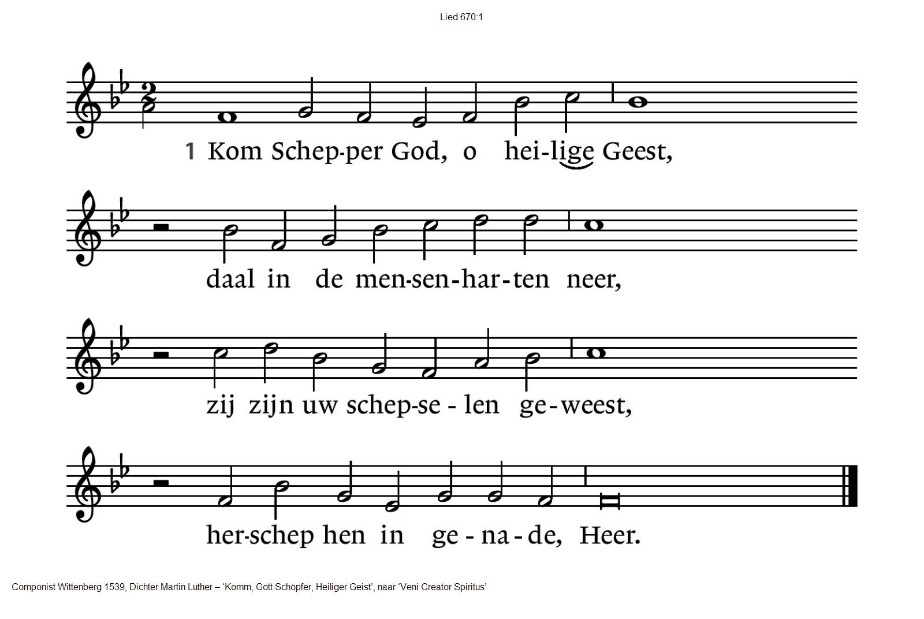 Lied 670:1
2
2
1 Kom Schep-per God, o hei-lige Geest,
daal in de men-sen-har-ten neer,
zij zijn uw schep-se - len ge-weest,
her-schep hen in ge - na - de, Heer.
Componist Wittenberg 1539, Dichter Martin Luther – 'Komm, Gott Schopfer, Heiliger Geist', naar 'Veni Creator Spiritus'